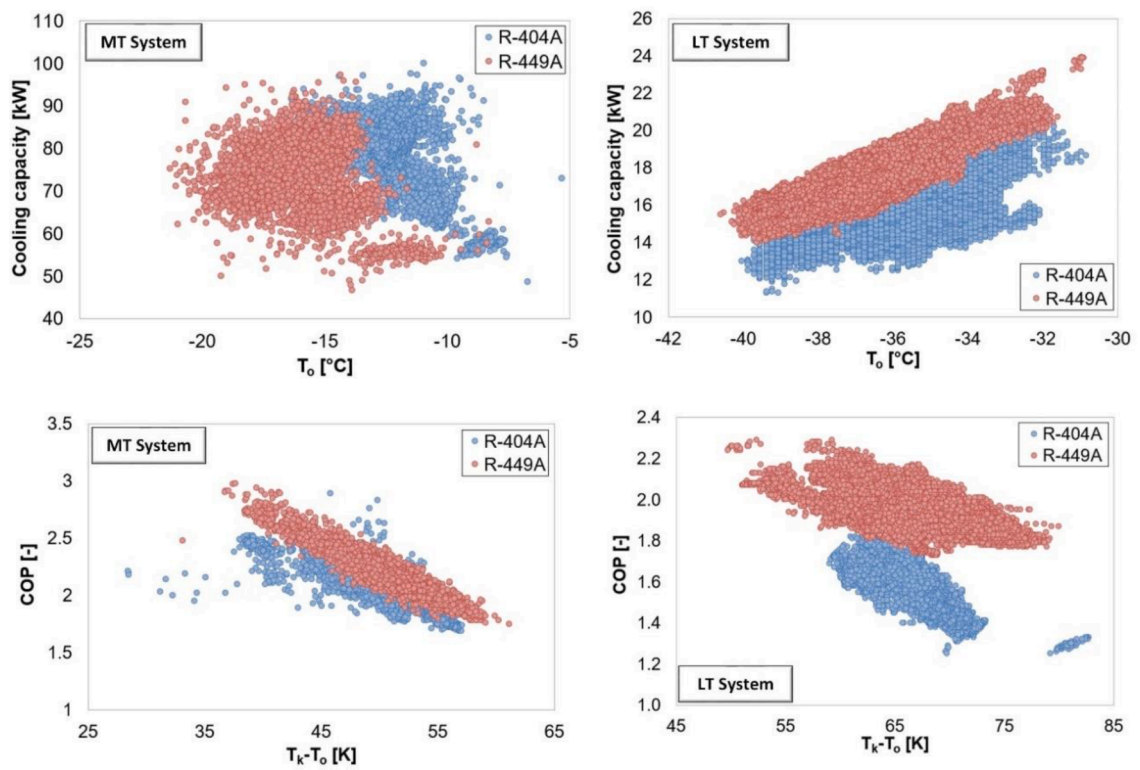 MT System
R-404A
R-449A
Cooling capacity [kW]
110
100
90
80
70
60
50
40
-25
-20
-15
-10
-5
To [°C]
LT System
R-404A
R-449A
Cooling capacity [kW]
26
24
22
20
18
16
14
12
10
-42
-40
-38
-36
-34
-32
-30
To [°C]
MT System
R-404A
R-449A
COP [-]
3.5
3
2.5
2
1.5
1
25
35
45
55
65
Tk-To [K]
LT System
R-404A
R-449A
COP [-]
2.4
2.2
2.0
1.8
1.6
1.4
1.2
1.0
45
55
65
75
85
Tk-To [K]